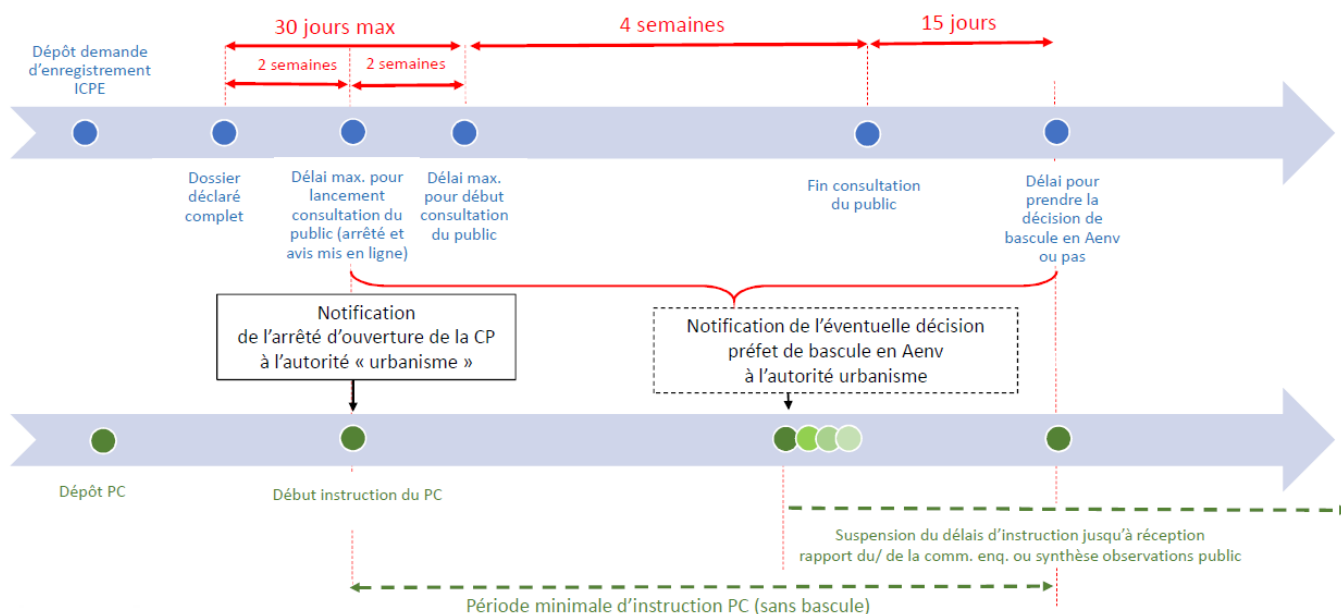 30 jours max
4 semaines
15 jours
Dépôt demande
d’enregistrement
ICPE
2 semaines
2 semaines
Dossier
déclaré
complet
Délai max. pour
lancement
consultation du
public (arrêté et
avis mis en ligne)
Délai max.
pour début
consultation
du public
Fin consultation
du public
Délai pour
prendre la
décision de
bascule en Aenv
ou pas
Notification
de l’arrêté d’ouverture de la CP
à l’autorité « urbanisme »
Notification de l’éventuelle décision
préfet de bascule en Aenv
à l’autorité urbanisme
Dépôt PC
Début instruction du PC
Suspension du délais d’instruction jusqu’à réception
rapport du/ de la comm. enq. ou synthèse observations public
Période minimale d’instruction PC (sans bascule)